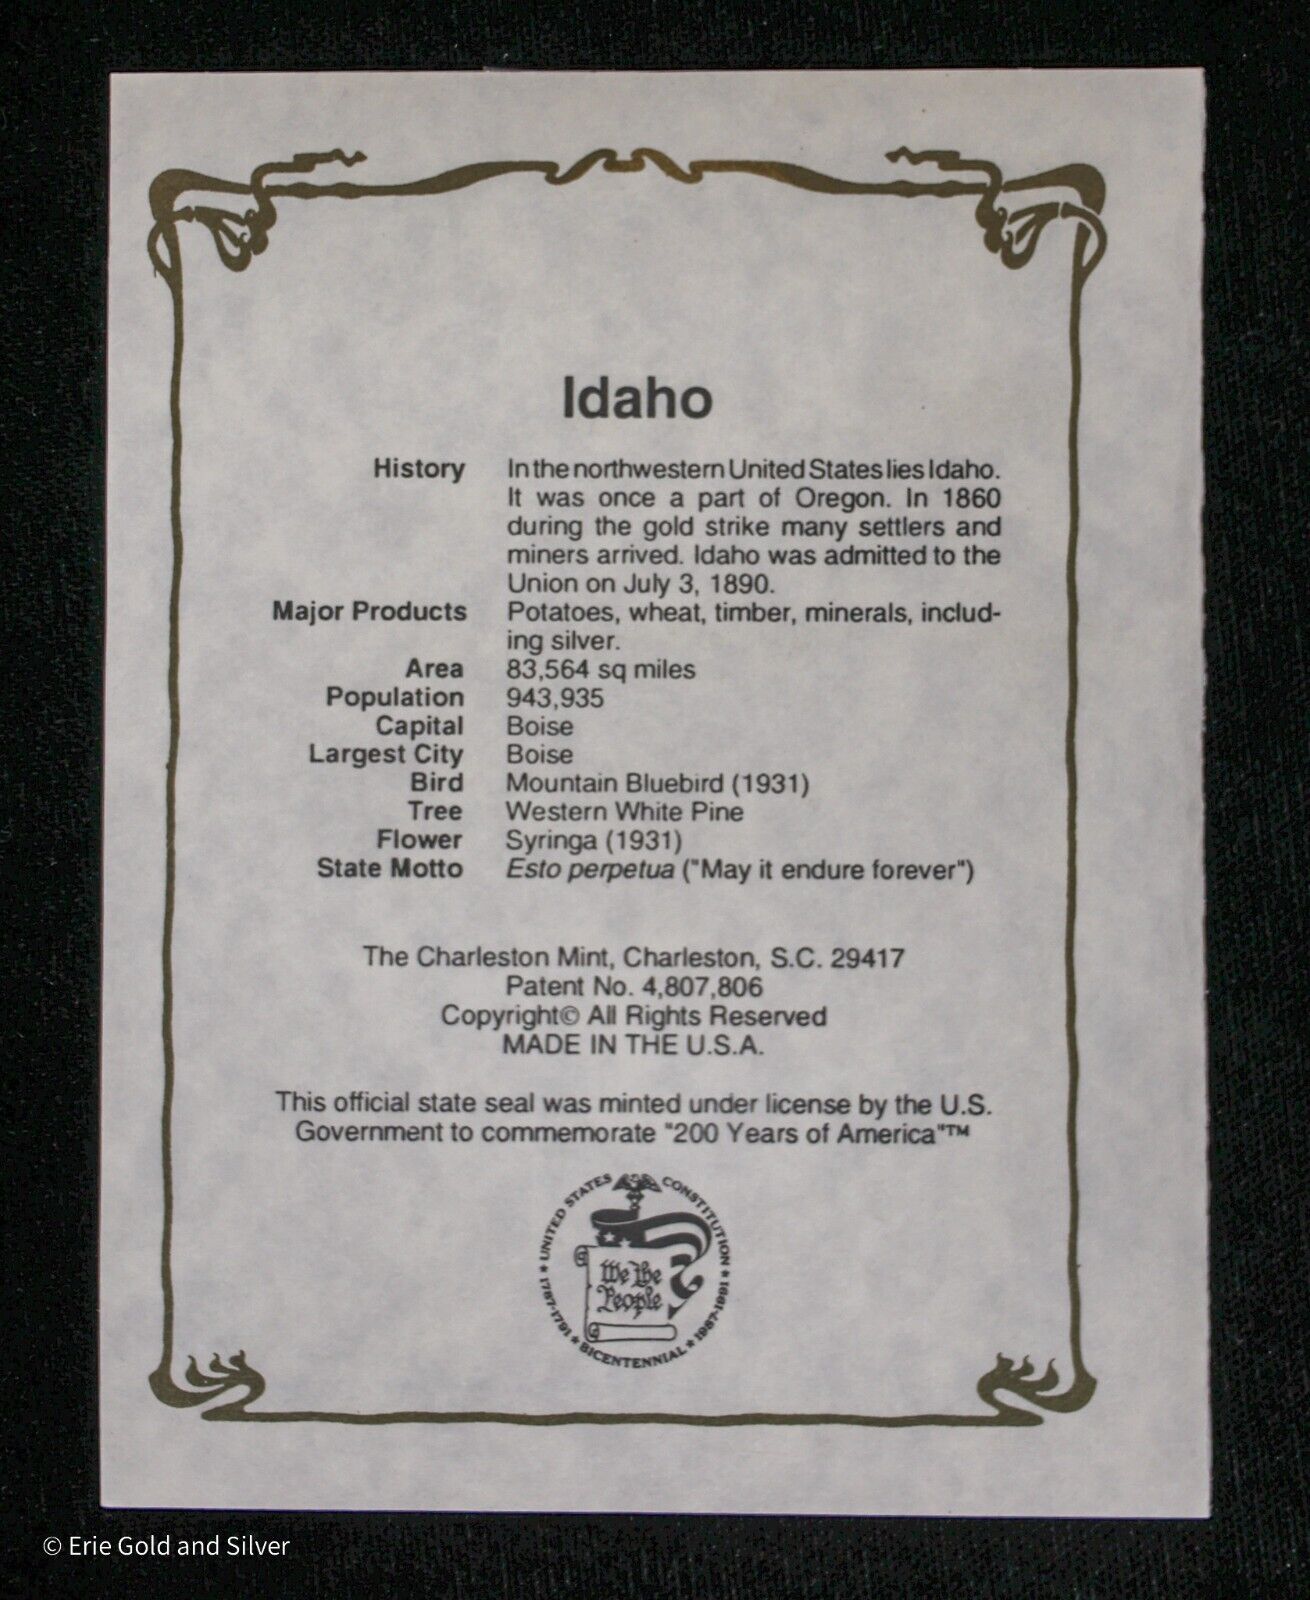 Idaho
History In the northwestern United States lies Idaho.
It was once a part of Oregon. In 1860
during the gold strike many settlers and
miners arrived. Idaho was admitted to the
Union on July 3, 1890.
Major Products Potatoes, wheat, timber, minerals, includ-
ing silver.
Area 83,564 sq miles
Population 943,935
Capital Boise
Largest City Boise
Bird Mountain Bluebird (1931)
Tree Western White Pine
Flower Syringa (1931)
State Motto Esto perpetua ("May it endure forever")
The Charleston Mint, Charleston, S.C. 29417
Patent No. 4,807,806
Copyright© All Rights Reserved
MADE IN THE U.S.A.
This official state seal was minted under license by the U.S.
Government to commemorate "200 Years of America"™
UNITED STATES CONSTITUTION
We the
People
★ 1787-1791 ★ BICENTENNIAL ★ 1987-1991 ★
© Erie Gold and Silver